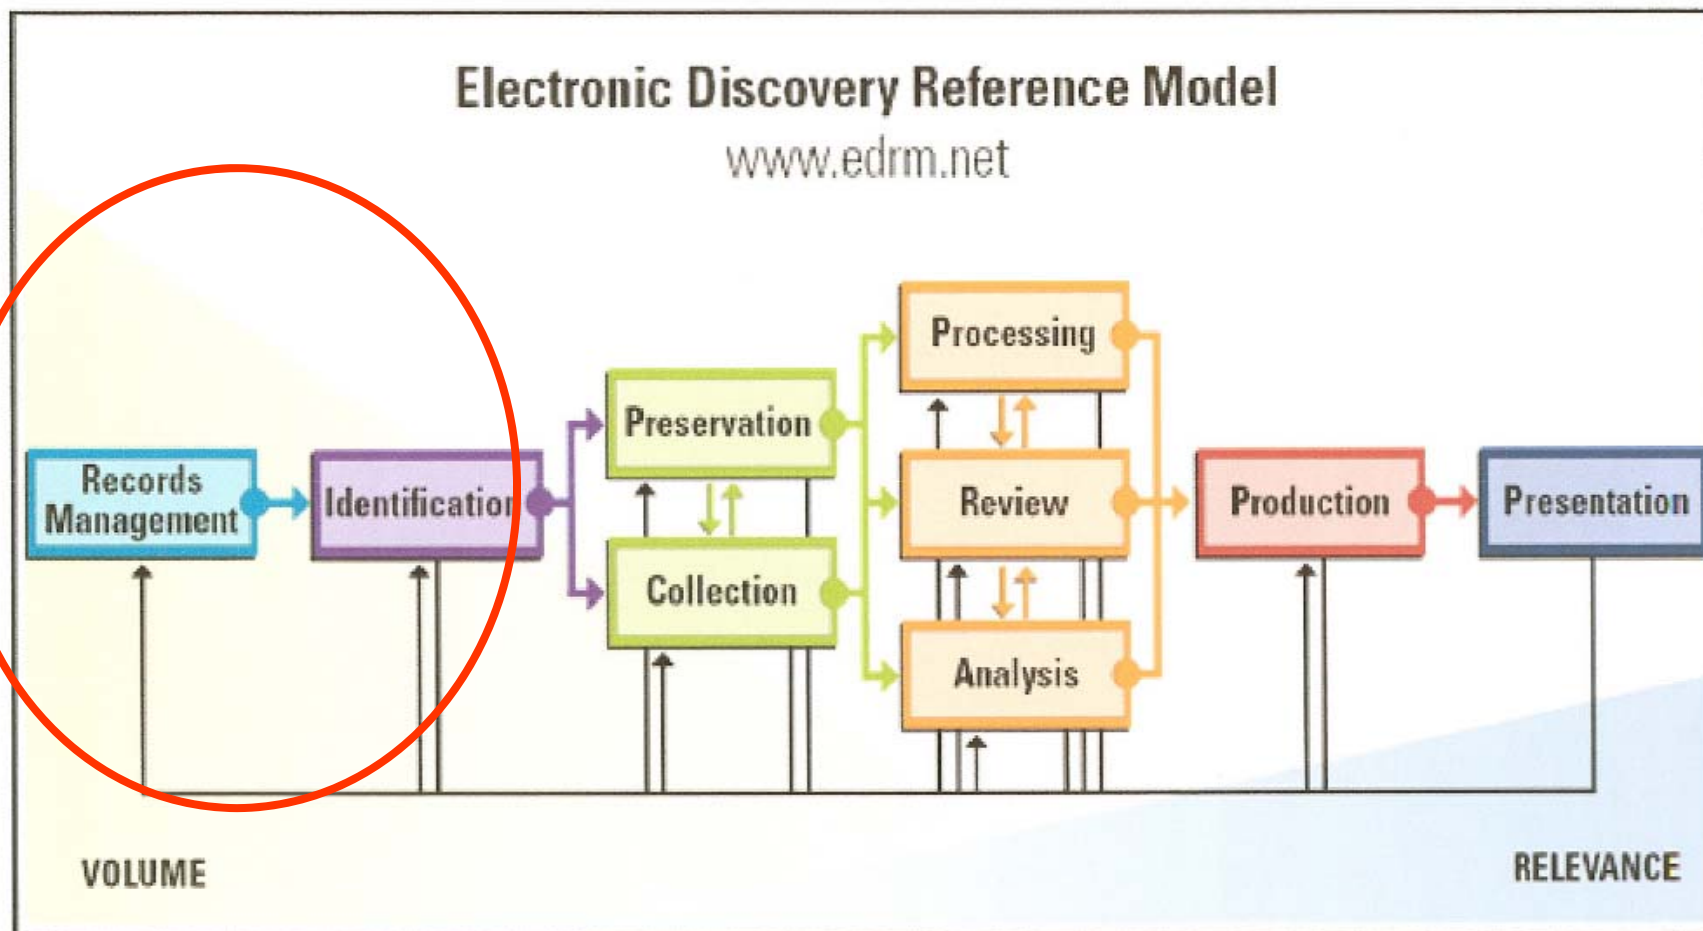 Electronic Discovery Reference Model
www.edrm.net
Records
Management
Identification
Preservation
Collection
Processing
Review
Analysis
Production
Presentation
VOLUME
RELEVANCE